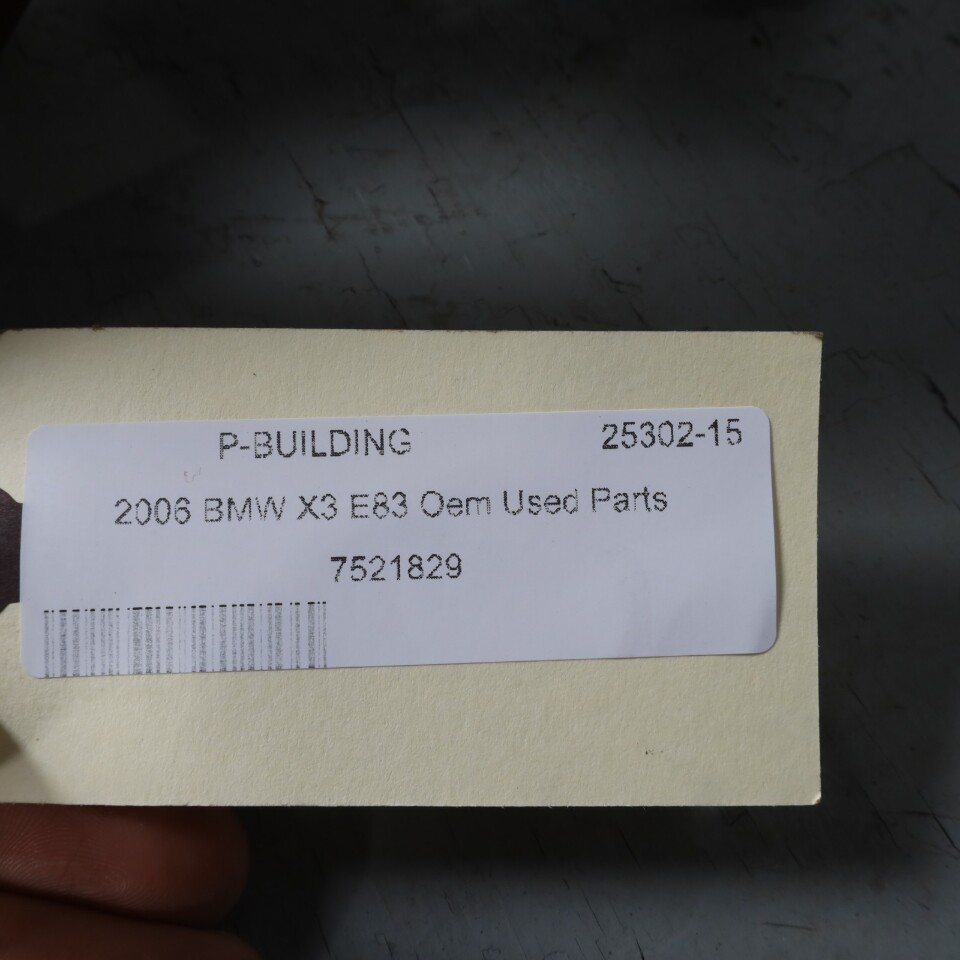 P-BUILDING 25302-15
2006 BMW X3 E83 Oem Used Parts
7521829